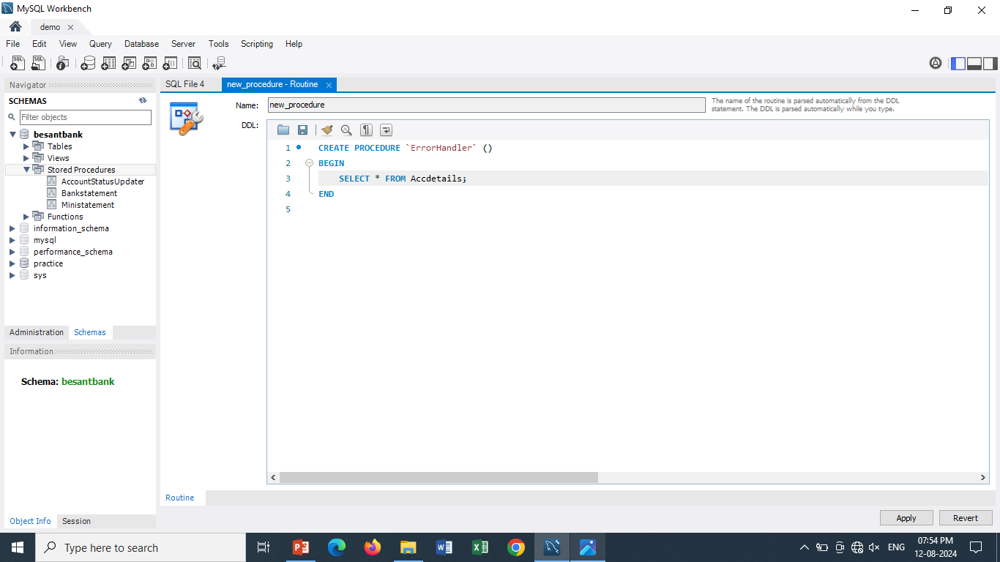 MySQL Workbench
demo
File Edit View Query Database Server Tools Scripting Help
Navigator
SCHEMAS
Filter objects
besantbank
Tables
Views
Stored Procedures
AccountStatusUpdater
Bankstatement
Ministatement
Functions
information_schema
mysql
performance_schema
practice
sys
Administration Schemas
Information
Schema: besantbank
Object Info Session
SQL File 4 new_procedure - Routine
Name: new_procedure
The name of the routine is parsed automatically from the DDL
statement. The DDL is parsed automatically while you type.
DDL:
1 CREATE PROCEDURE `ErrorHandler` ()
2 BEGIN
3 SELECT * FROM Accdetails;
4 END
5
Routine
Apply Revert
Type here to search
ENG
07:54 PM
12-08-2024